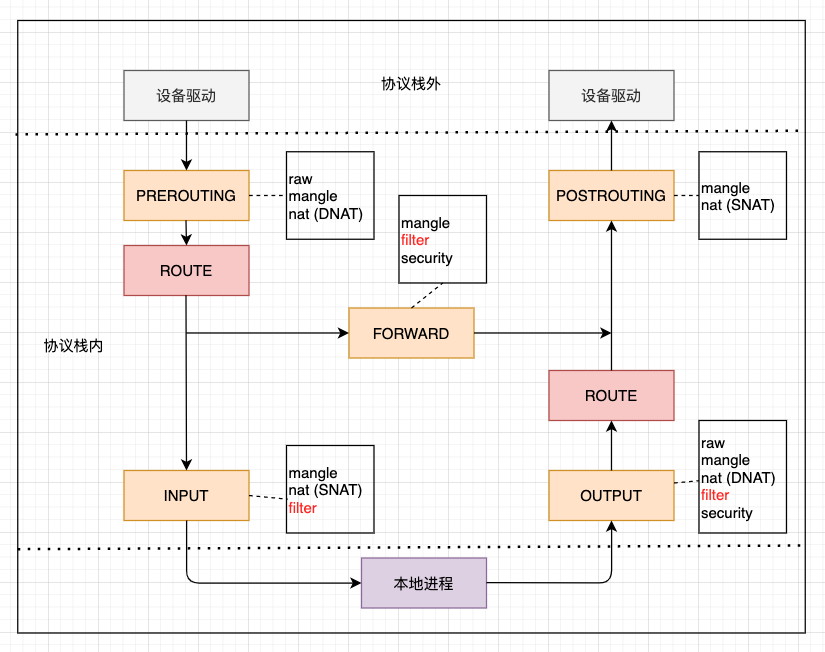 协议栈外
设备驱动
设备驱动
PREROUTING
raw
mangle
nat (DNAT)
POSTROUTING
mangle
nat (SNAT)
ROUTE
mangle
filter
security
FORWARD
协议栈内
ROUTE
INPUT
mangle
nat (SNAT)
filter
OUTPUT
raw
mangle
nat (DNAT)
filter
security
本地进程